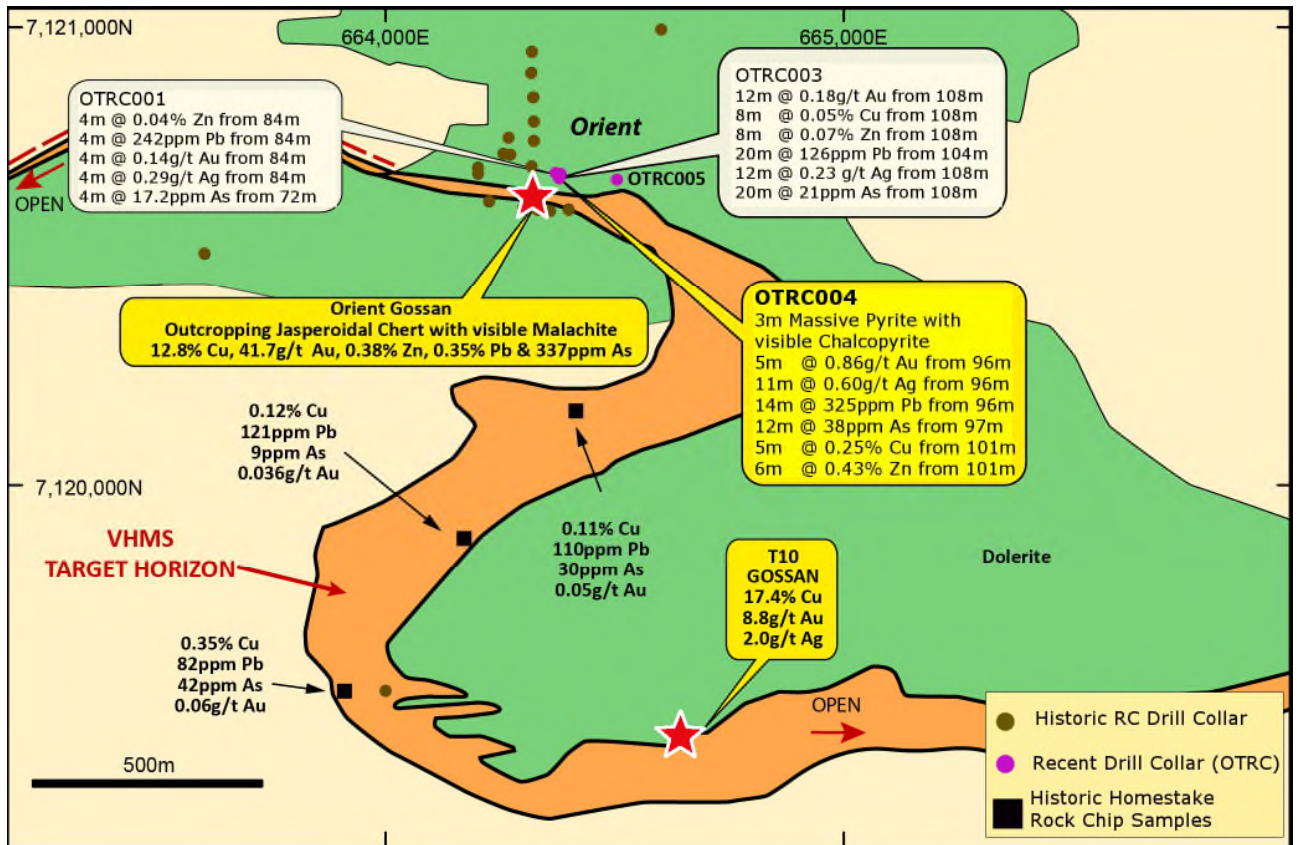 7,121,000N
664,000E
665,000E
OTRC001
4m @ 0.04% Zn from 84m
4m @ 242ppm Pb from 84m
4m @ 0.14g/t Au from 84m
4m @ 0.29g/t Ag from 84m
4m @ 17.2ppm As from 72m
OTRC003
12m @ 0.18g/t Au from 108m
8m @ 0.05% Cu from 108m
8m @ 0.07% Zn from 108m
20m @ 126ppm Pb from 104m
12m @ 0.23 g/t Ag from 108m
20m @ 21ppm As from 108m
Orient
OTRC005
OPEN
Orient Gossan
Outcropping Jasperoidal Chert with visible Malachite
12.8% Cu, 41.7g/t Au, 0.38% Zn, 0.35% Pb & 337ppm As
OTRC004
3m Massive Pyrite with
visible Chalcopyrite
5m @ 0.86g/t Au from 96m
11m @ 0.60g/t Ag from 96m
14m @ 325ppm Pb from 96m
12m @ 38ppm As from 97m
5m @ 0.25% Cu from 101m
6m @ 0.43% Zn from 101m
0.12% Cu
121ppm Pb
9ppm As
0.036g/t Au
7,120,000N
0.11% Cu
110ppm Pb
30ppm As
0.05g/t Au
VHMS
TARGET HORIZON
T10
GOSSAN
17.4% Cu
8.8g/t Au
2.0g/t Ag
Dolerite
0.35% Cu
82ppm Pb
42ppm As
0.06g/t Au
OPEN
500m
Historic RC Drill Collar
Recent Drill Collar (OTRC)
Historic Homestake
Rock Chip Samples